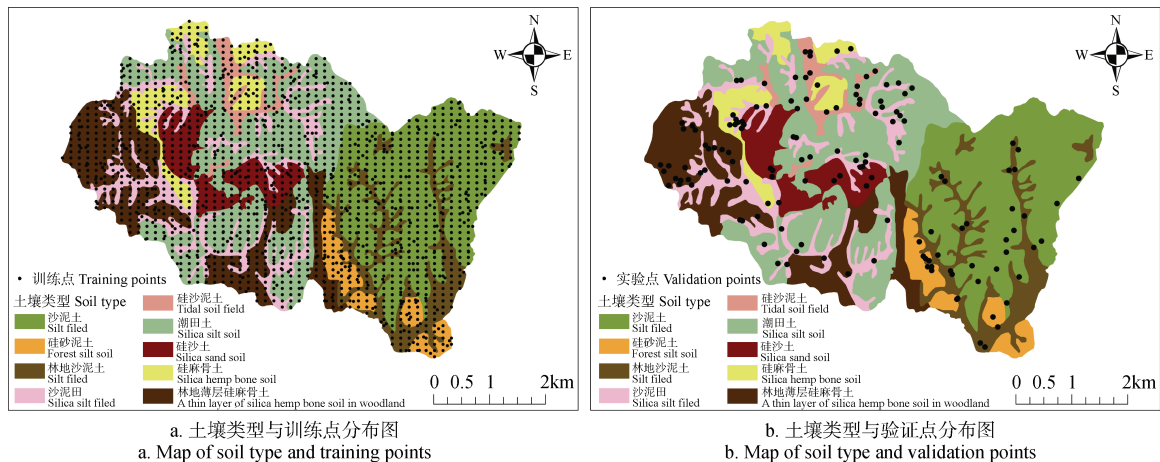 N
W E
S
• 训练点 Training points
土壤类型 Soil type
沙泥土
Silt filed
硅砂泥土
Forest silt soil
林地沙泥土
Silt filed
沙泥田
Silica silt filed
硅沙泥土
Tidal soil field
潮田土
Silica silt soil
硅沙土
Silica sand soil
硅麻骨土
Silica hemp bone soil
林地薄层硅麻骨土
A thin layer of silica hemp bone soil in woodland
0 0.5 1 2km
a. 土壤类型与训练点分布图
a. Map of soil type and training points
N
W E
S
• 实验点 Validation points
土壤类型 Soil type
沙泥土
Silt filed
硅砂泥土
Forest silt soil
林地沙泥土
Silt filed
沙泥田
Silica silt filed
硅沙泥土
Tidal soil field
潮田土
Silica silt soil
硅沙土
Silica sand soil
硅麻骨土
Silica hemp bone soil
林地薄层硅麻骨土
A thin layer of silica hemp bone soil in woodland
0 0.5 1 2km
b. 土壤类型与验证点分布图
b. Map of soil type and validation points